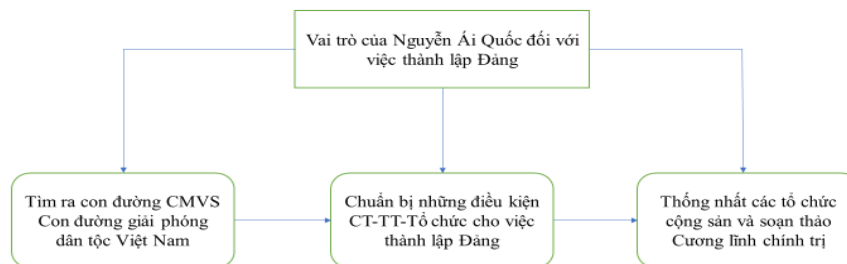 Vai trò của Nguyễn Ái Quốc đối với
việc thành lập Đảng
Tìm ra con đường CMVS
Con đường giải phóng
dân tộc Việt Nam
Chuẩn bị những điều kiện
CT-TT-Tổ chức cho việc
thành lập Đảng
Thống nhất các tổ chức
cộng sản và soạn thảo
Cương lĩnh chính trị